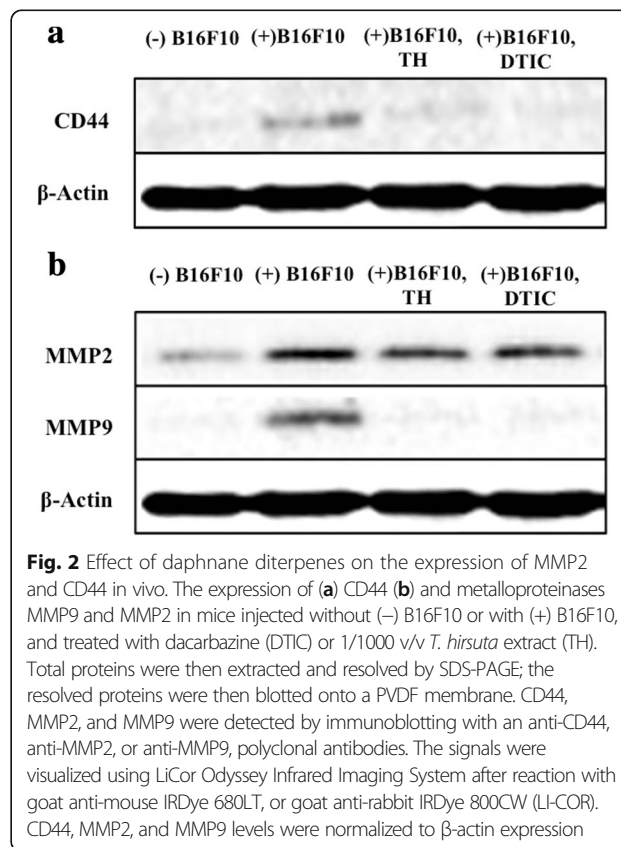 a
(-) B16F10 (+)B16F10 (+)B16F10, TH (+)B16F10, DTIC
CD44
β-Actin
b
(-) B16F10 (+) B16F10 (+)B16F10, TH (+)B16F10, DTIC
MMP2
MMP9
β-Actin
Fig. 2 Effect of daphnane diterpenes on the expression of MMP2
and CD44 in vivo. The expression of (a) CD44 (b) and metalloproteinases
MMP9 and MMP2 in mice injected without (−) B16F10 or with (+) B16F10,
and treated with dacarbazine (DTIC) or 1/1000 v/v T. hirsuta extract (TH).
Total proteins were then extracted and resolved by SDS-PAGE; the
resolved proteins were then blotted onto a PVDF membrane. CD44,
MMP2, and MMP9 were detected by immunoblotting with an anti-CD44,
anti-MMP2, or anti-MMP9, polyclonal antibodies. The signals were
visualized using LiCor Odyssey Infrared Imaging System after reaction with
goat anti-mouse IRDye 680LT, or goat anti-rabbit IRDye 800CW (LI-COR).
CD44, MMP2, and MMP9 levels were normalized to β-actin expression